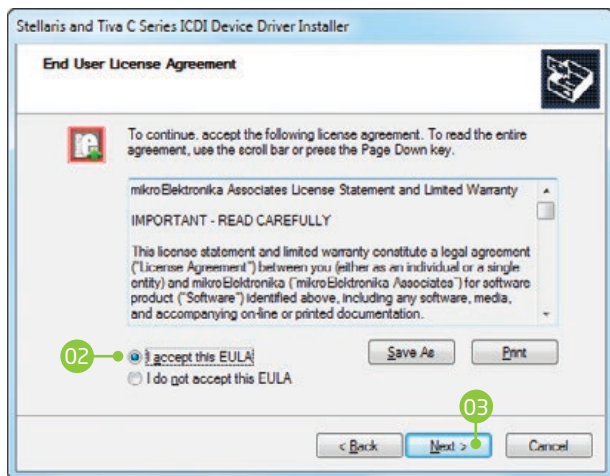 Stellaris and Tiva C Series ICDI Device Driver Installer
End User License Agreement
To continue, accept the following license agreement. To read the entire
agreement, use the scroll bar or press the Page Down key.
mikroElektronika Associates License Statement and Limited Warranty
IMPORTANT - READ CAREFULLY
This license statement and limited warranty constitute a legal agreement
("License Agreement") between you (either as an individual or a single
entity) and mikroElektronika ("mikroElektronika Associates") for software
product ("Software") identified above, including any software, media,
and accompanying on-line or printed documentation.
02 I accept this EULA
Save As Print
I do not accept this EULA
03
< Back Next > Cancel